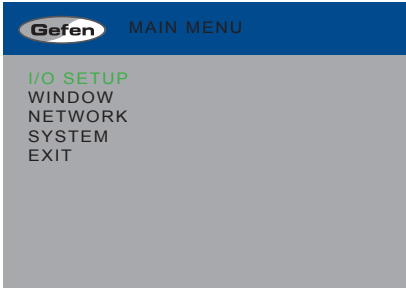 Gefen MAIN MENU
I/O SETUP
WINDOW
NETWORK
SYSTEM
EXIT